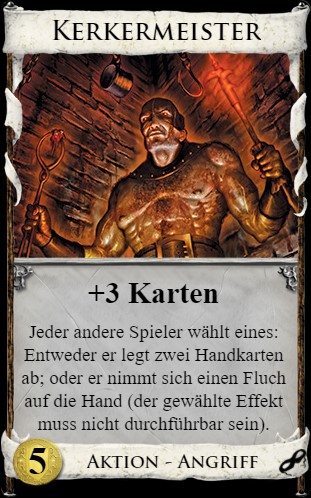 Kerkermeister
+3 Karten
Jeder andere Spieler wählt eines:
Entweder er legt zwei Handkarten
ab; oder er nimmt sich einen Fluch
auf die Hand (der gewählte Effekt
muss nicht durchführbar sein).
5 Aktion - Angriff